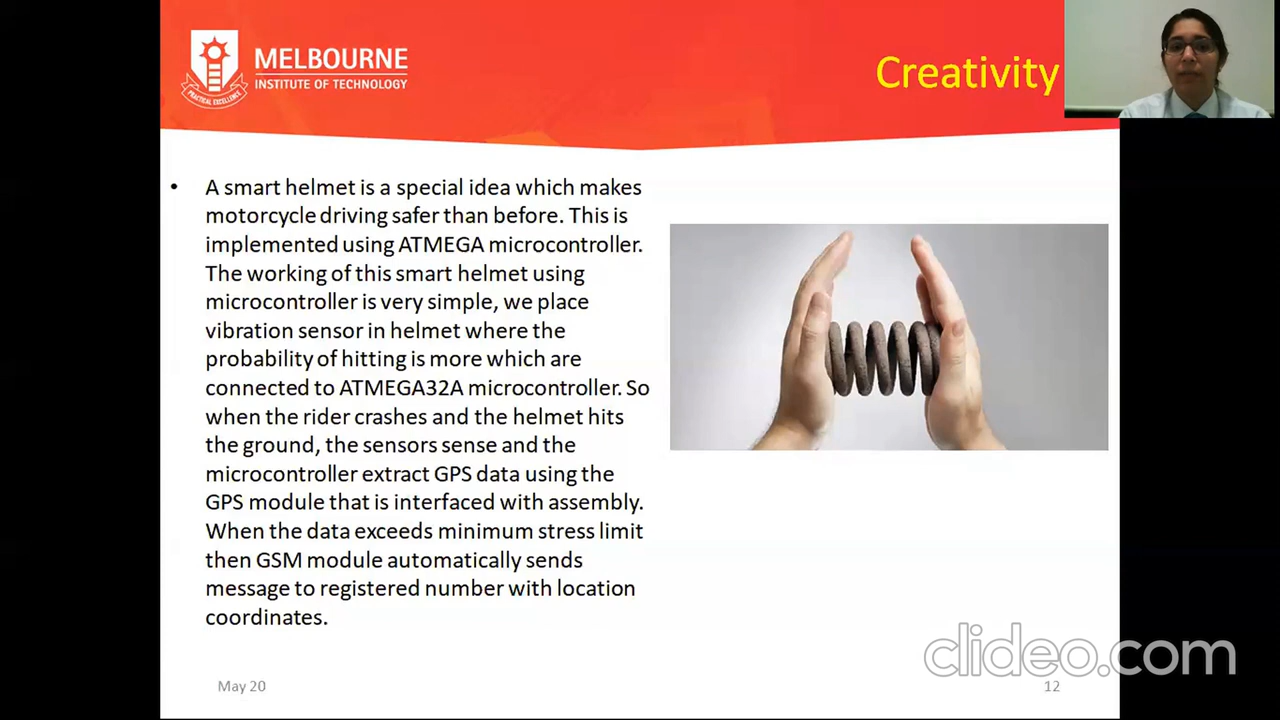 MELBOURNE
INSTITUTE OF TECHNOLOGY
PRACTICAL EXCELLENCE
Creativity
• A smart helmet is a special idea which makes
motorcycle driving safer than before. This is
implemented using ATMEGA microcontroller.
The working of this smart helmet using
microcontroller is very simple, we place
vibration sensor in helmet where the
probability of hitting is more which are
connected to ATMEGA32A microcontroller. So
when the rider crashes and the helmet hits
the ground, the sensors sense and the
microcontroller extract GPS data using the
GPS module that is interfaced with assembly.
When the data exceeds minimum stress limit
then GSM module automatically sends
message to registered number with location
coordinates.
clideo.com
May 20
12